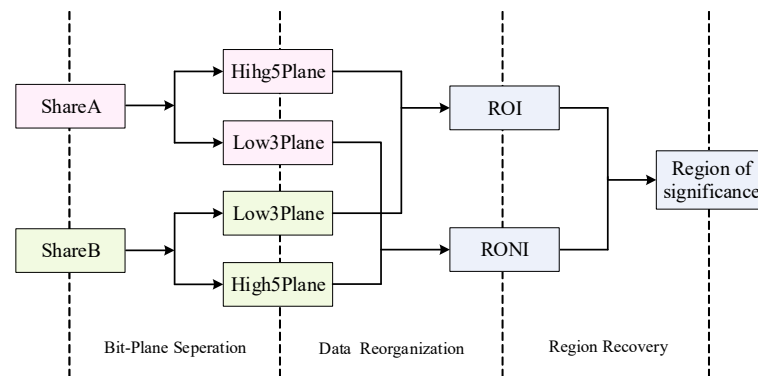 ShareA
Hihg5Plane
Low3Plane
ROI
Region of
significance
ShareB
Low3Plane
High5Plane
RONI
Bit-Plane Seperation
Data Reorganization
Region Recovery